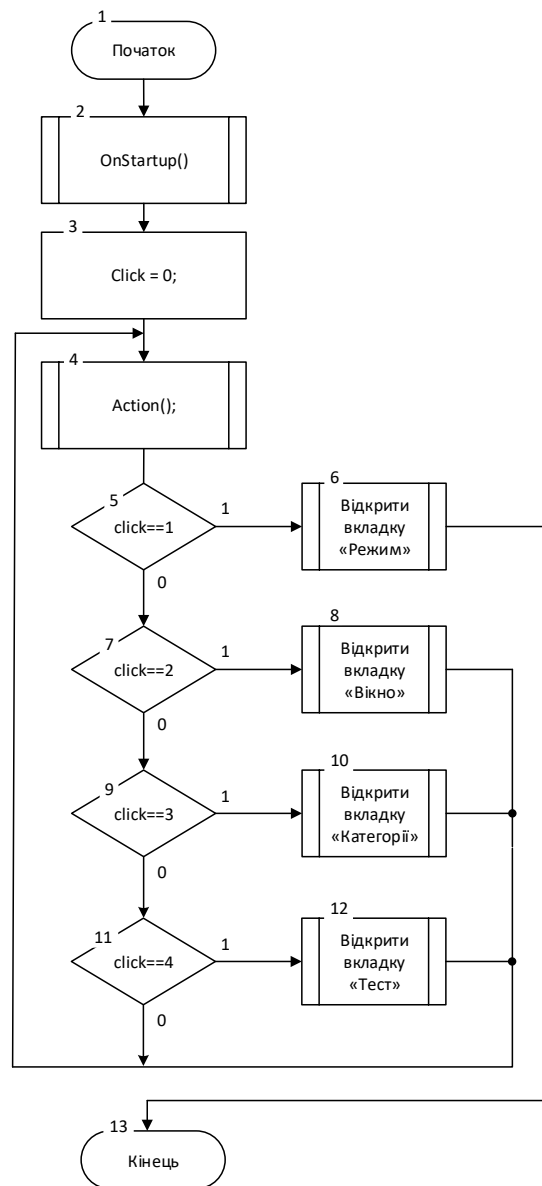 1
Початок
2
OnStartup()
3
Click = 0;
4
Action();
5
click==1
1
0
6
Відкрити
вкладку
«Режим»
7
click==2
1
0
8
Відкрити
вкладку
«Вікно»
9
click==3
1
0
10
Відкрити
вкладку
«Категорії»
11
click==4
1
0
12
Відкрити
вкладку
«Тест»
13
Кінець